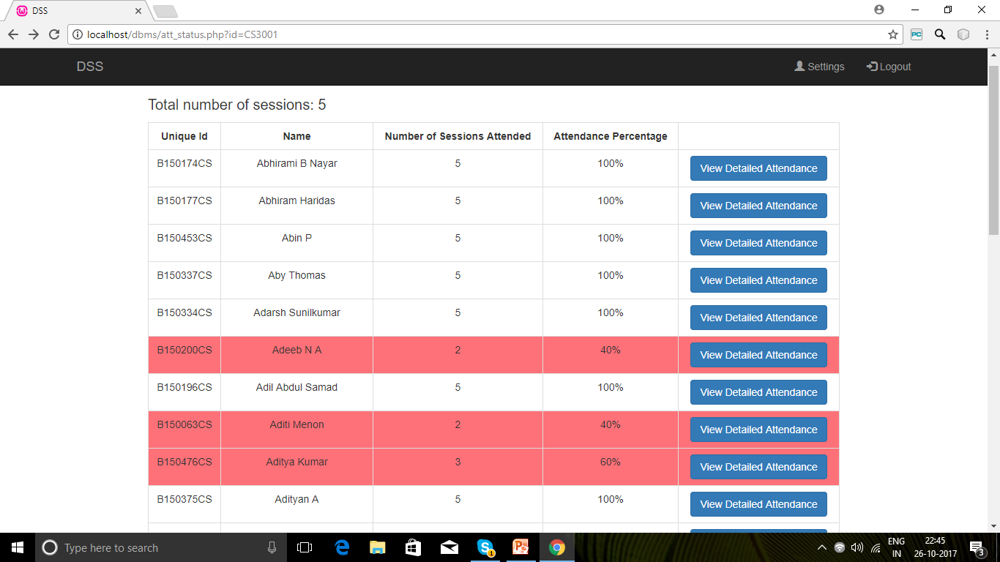 DSS
localhost/dbms/att_status.php?id=CS3001
PC
DSS Settings Logout
Total number of sessions: 5
Unique Id Name Number of Sessions Attended Attendance Percentage
B150174CS Abhirami B Nayar 5 100% View Detailed Attendance
B150177CS Abhiram Haridas 5 100% View Detailed Attendance
B150453CS Abin P 5 100% View Detailed Attendance
B150337CS Aby Thomas 5 100% View Detailed Attendance
B150334CS Adarsh Sunilkumar 5 100% View Detailed Attendance
B150200CS Adeeb N A 2 40% View Detailed Attendance
B150196CS Adil Abdul Samad 5 100% View Detailed Attendance
B150063CS Aditi Menon 2 40% View Detailed Attendance
B150476CS Aditya Kumar 3 60% View Detailed Attendance
B150375CS Adityan A 5 100% View Detailed Attendance
Type here to search
1
ENG 22:45
IN 26-10-2017 3